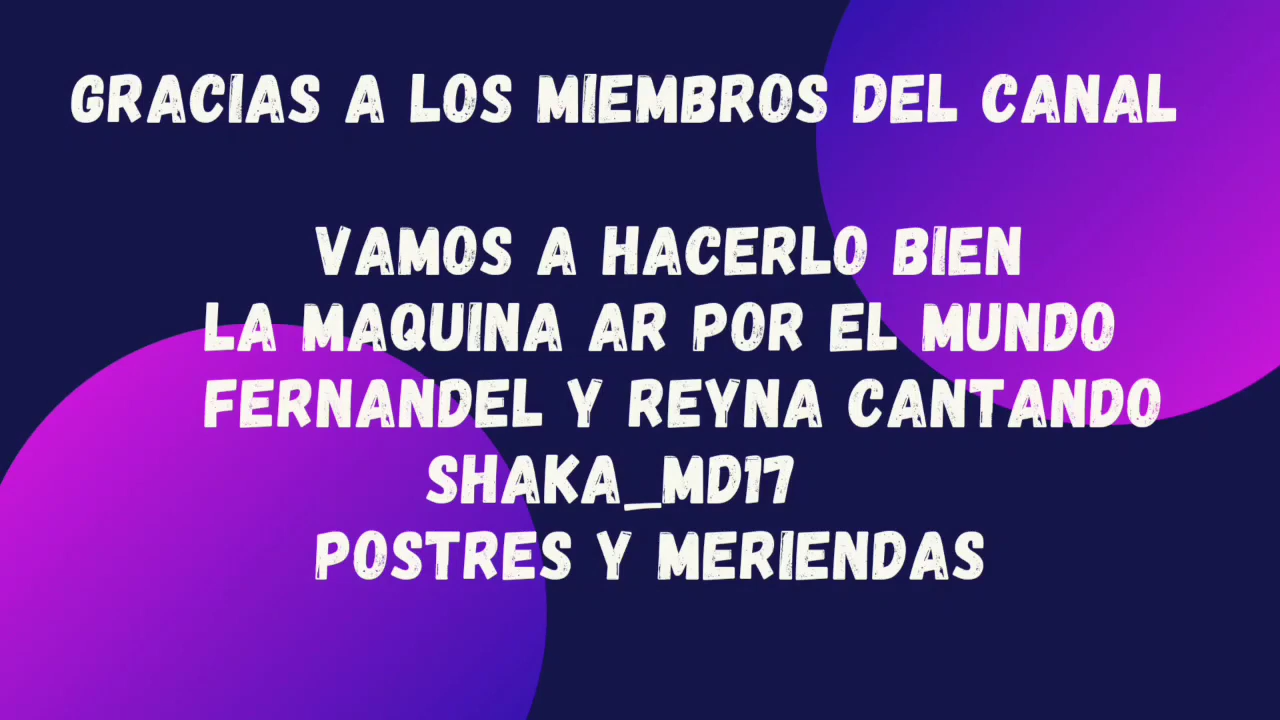 GRACIAS A LOS MIEMBROS DEL CANAL
VAMOS A HACERLO BIEN
LA MAQUINA AR POR EL MUNDO
FERNANDEL Y REYNA CANTANDO
SHAKA_MD17
POSTRES Y MERIENDAS